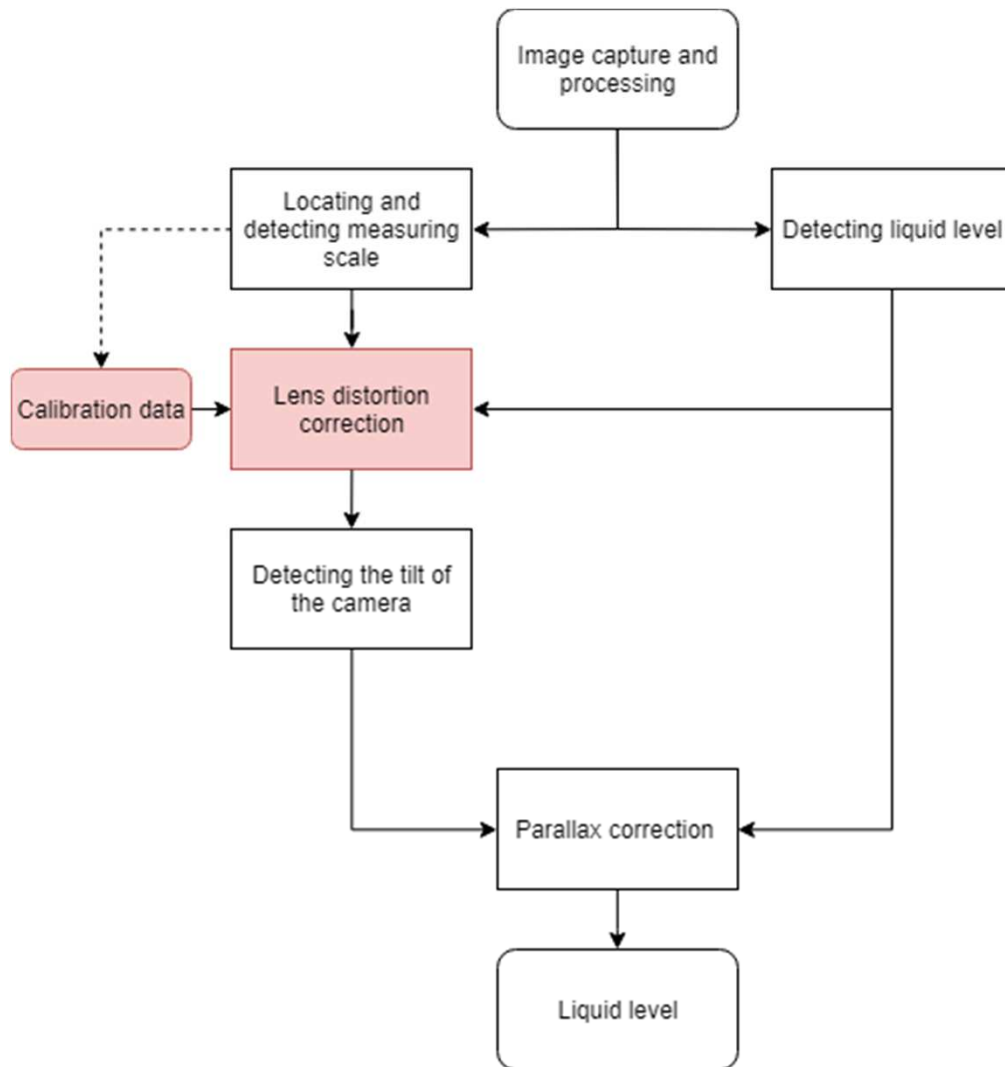 Image capture and
processing
Locating and
detecting measuring
scale
Detecting liquid level
Calibration data
Lens distortion
correction
Detecting the tilt of
the camera
Parallax correction
Liquid level